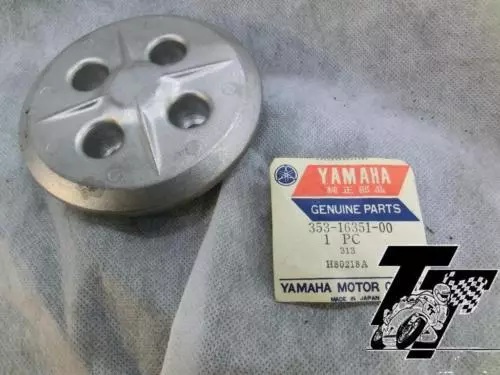 YAMAHA
純正部品
GENUINE PARTS
353-16351-00
1 PC
313
H80218A
YAMAHA MOTOR
MADE IN JAPAN
TT